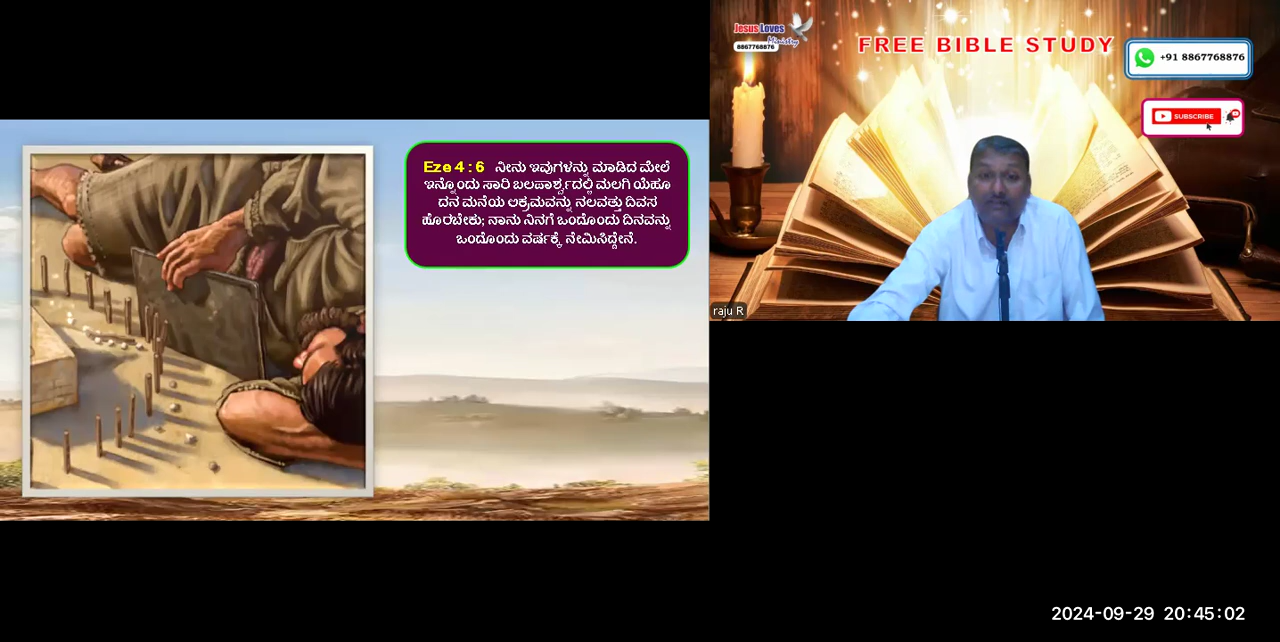 Eze 4 : 6 ನೀನು ಇವುಗಳನ್ನು ಮಾಡಿದ ಮೇಲೆ
ಇನ್ನೊಂದು ಸಾರಿ ಬಲಪಾರ್ಶ್ವದಲ್ಲಿ ಮಲಗಿ ಯೆಹೂ
ದನ ಮನೆಯ ಅಕ್ರಮವನ್ನು ನಲವತ್ತು ದಿವಸ
ಹೊರಬೇಕು; ನಾನು ನಿನಗೆ ಒಂದೊಂದು ದಿನವನ್ನು
ಒಂದೊಂದು ವರ್ಷಕ್ಕೆ ನೇಮಿಸಿದ್ದೇನೆ.
Jesus Loves
Ministry
8867768876
FREE BIBLE STUDY
+91 8867768876
SUBSCRIBE
raju R
2024-09-29 20:45:02